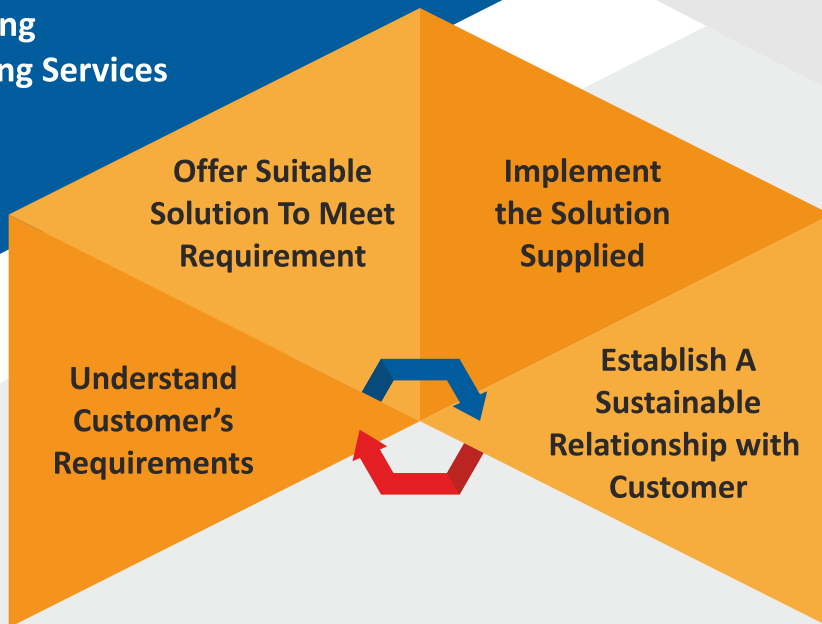 ng
ng Services
Offer Suitable
Solution To Meet
Requirement
Implement
the Solution
Supplied
Understand
Customer’s
Requirements
Establish A
Sustainable
Relationship with
Customer